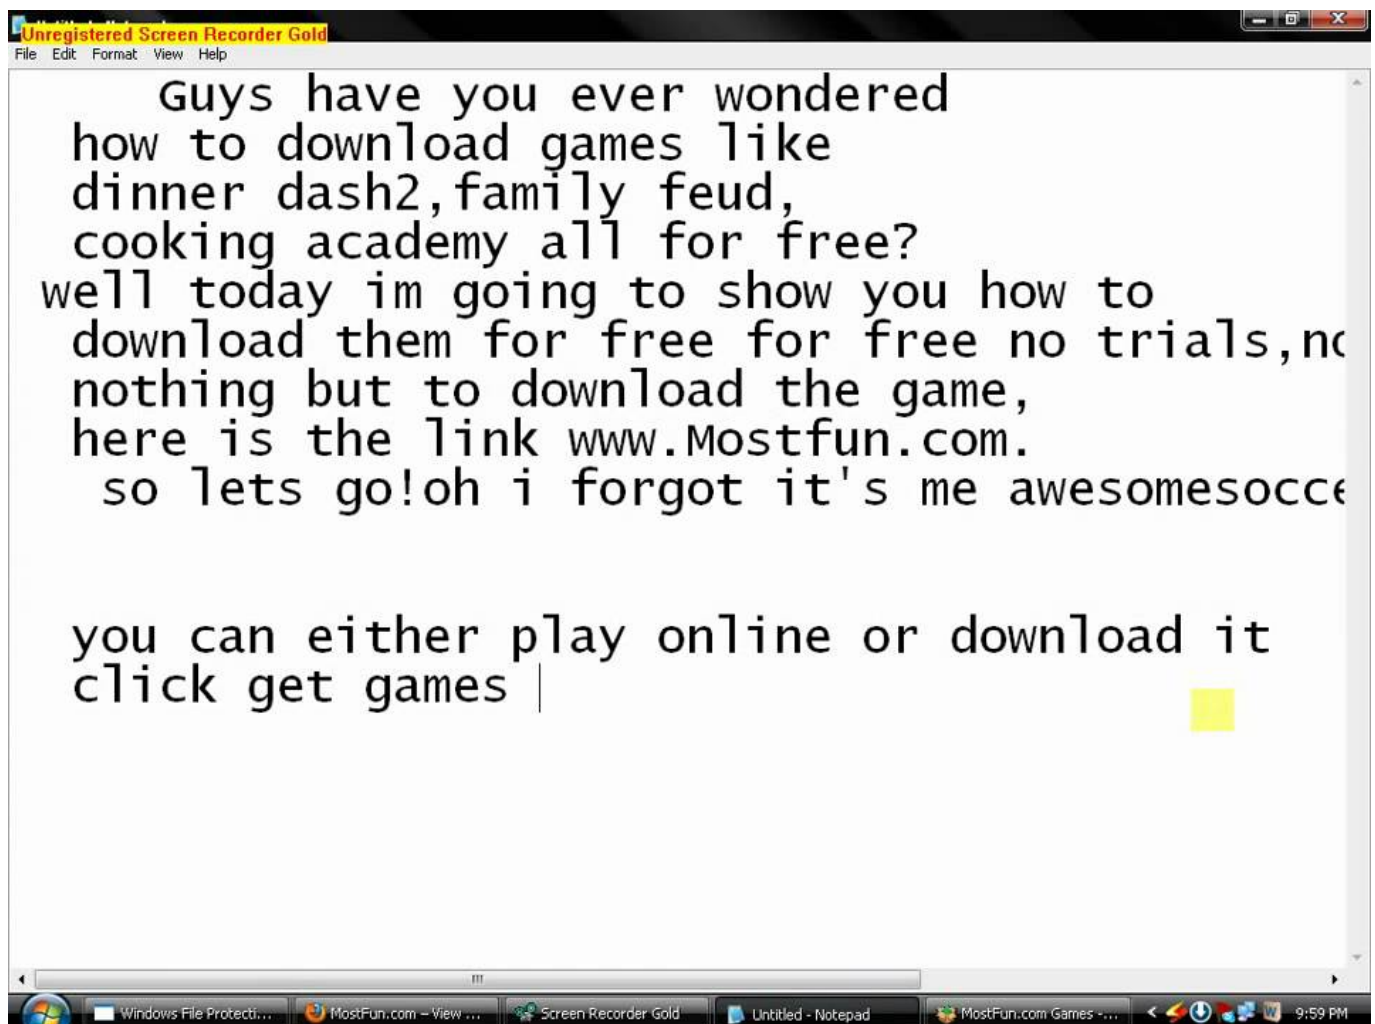 Unregistered Screen Recorder Gold
File Edit Format View Help
Guys have you ever wondered
how to download games like
dinner dash2,family feud,
cooking academy all for free?
well today im going to show you how to
download them for free for free no trials,no
nothing but to download the game,
here is the link www.Mostfun.com.
so lets go!oh i forgot it's me awesomesocce
you can either play online or download it
click get games
Windows File Protecti... MostFun.com – View ... Screen Recorder Gold Untitled - Notepad MostFun.com Games -... 9:59 PM